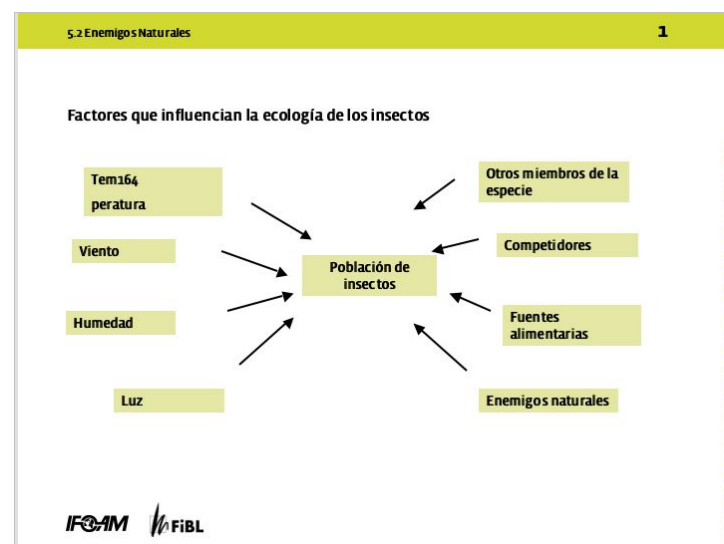 5.2 Enemigos Naturales
1
Factores que influencian la ecología de los insectos
Tem164
peratura
Viento
Humedad
Luz
Población de
insectos
Otros miembros de la
especie
Competidores
Fuentes
alimentarias
Enemigos naturales
IFOAM
FiBL